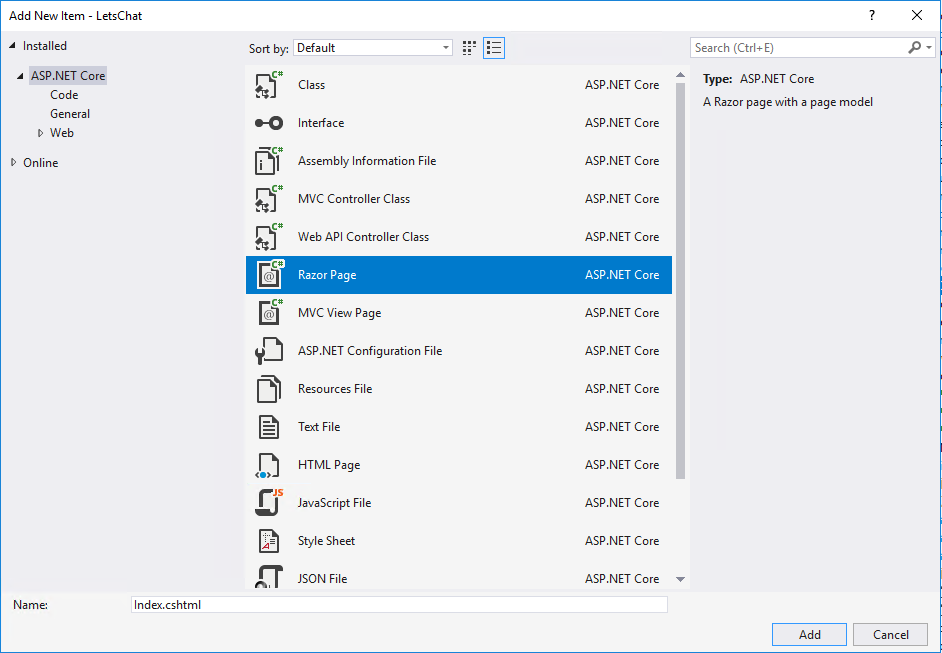 Add New Item - LetsChat
?
Installed
ASP.NET Core
Code
General
Web
Online
Sort by: Default
C# Class ASP.NET Core
Interface ASP.NET Core
C# Assembly Information File ASP.NET Core
C# MVC Controller Class ASP.NET Core
C# Web API Controller Class ASP.NET Core
C# @ Razor Page ASP.NET Core
C# @ MVC View Page ASP.NET Core
ASP.NET Configuration File ASP.NET Core
Resources File ASP.NET Core
Text File ASP.NET Core
HTML Page ASP.NET Core
JS JavaScript File ASP.NET Core
A Style Sheet ASP.NET Core
JSON File ASP.NET Core
Search (Ctrl+E)
Type: ASP.NET Core
A Razor page with a page model
Name: Index.cshtml
Add Cancel